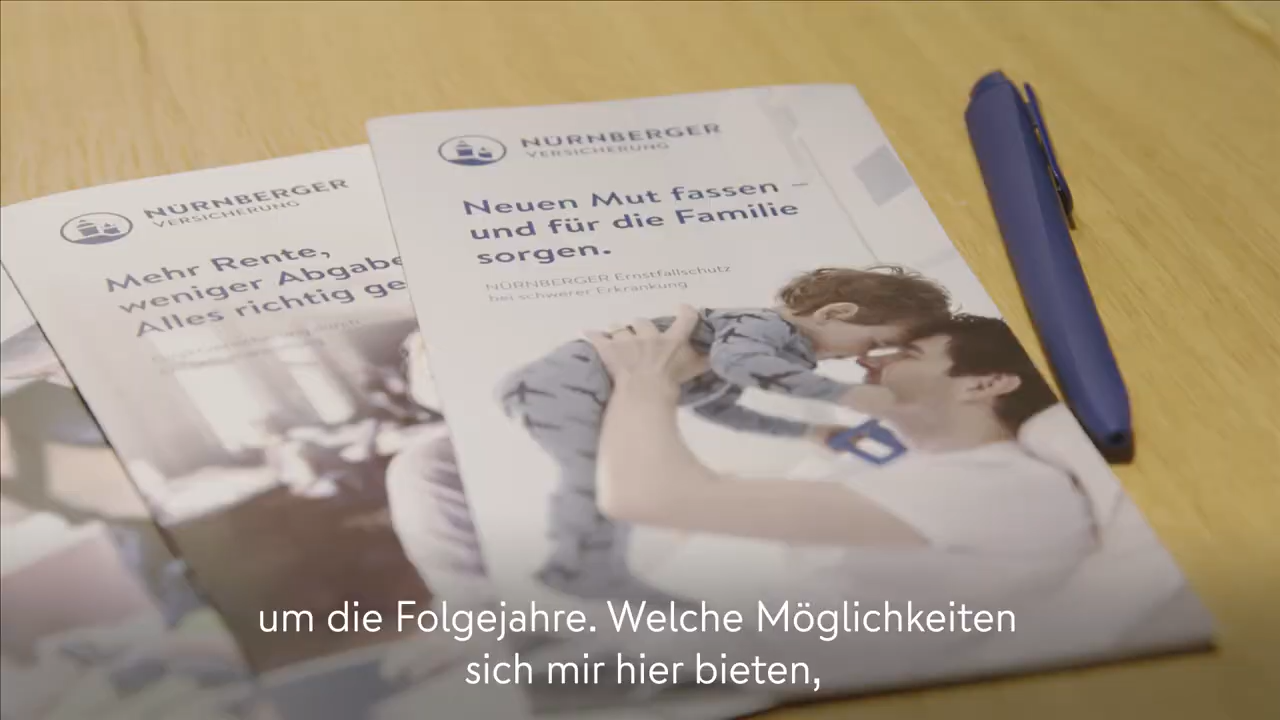 NÜRNBERGER
VERSICHERUNG
Mehr Rente,
weniger Abgabe
Alles richtig ge
NÜRNBERGER
VERSICHERUNG
Neuen Mut fassen –
und für die Familie
sorgen.
NÜRNBERGER Ernstfallschutz
bei schwerer Erkrankung
um die Folgejahre. Welche Möglichkeiten
sich mir hier bieten,